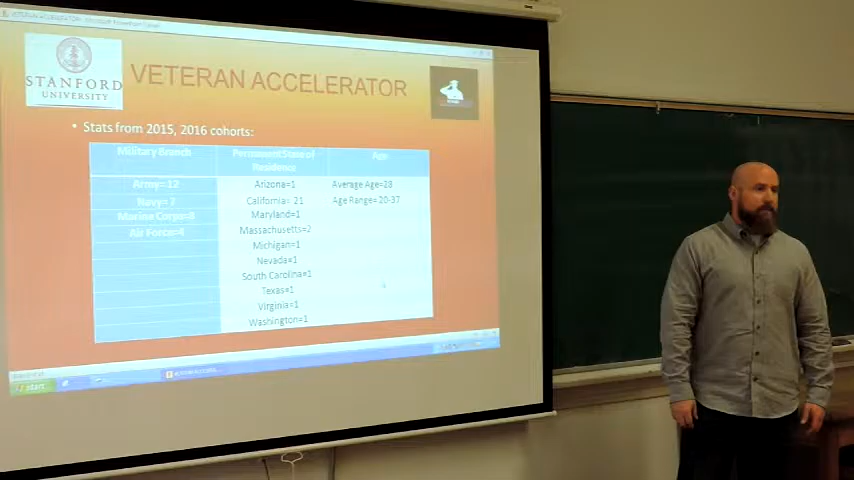 STANFORD
UNIVERSITY
VETERAN ACCELERATOR
• Stats from 2015, 2016 cohorts:
Military Branch
Army=12
Navy=7
Marine Corps=8
Air Force=4
Permanent State of
Residence
Arizona=1
California= 21
Maryland=1
Massachusetts=2
Michigan=1
Nevada=1
South Carolina=1
Texas=1
Virginia=1
Washington=1
Age
Average Age=28
Age Range= 20-37
start